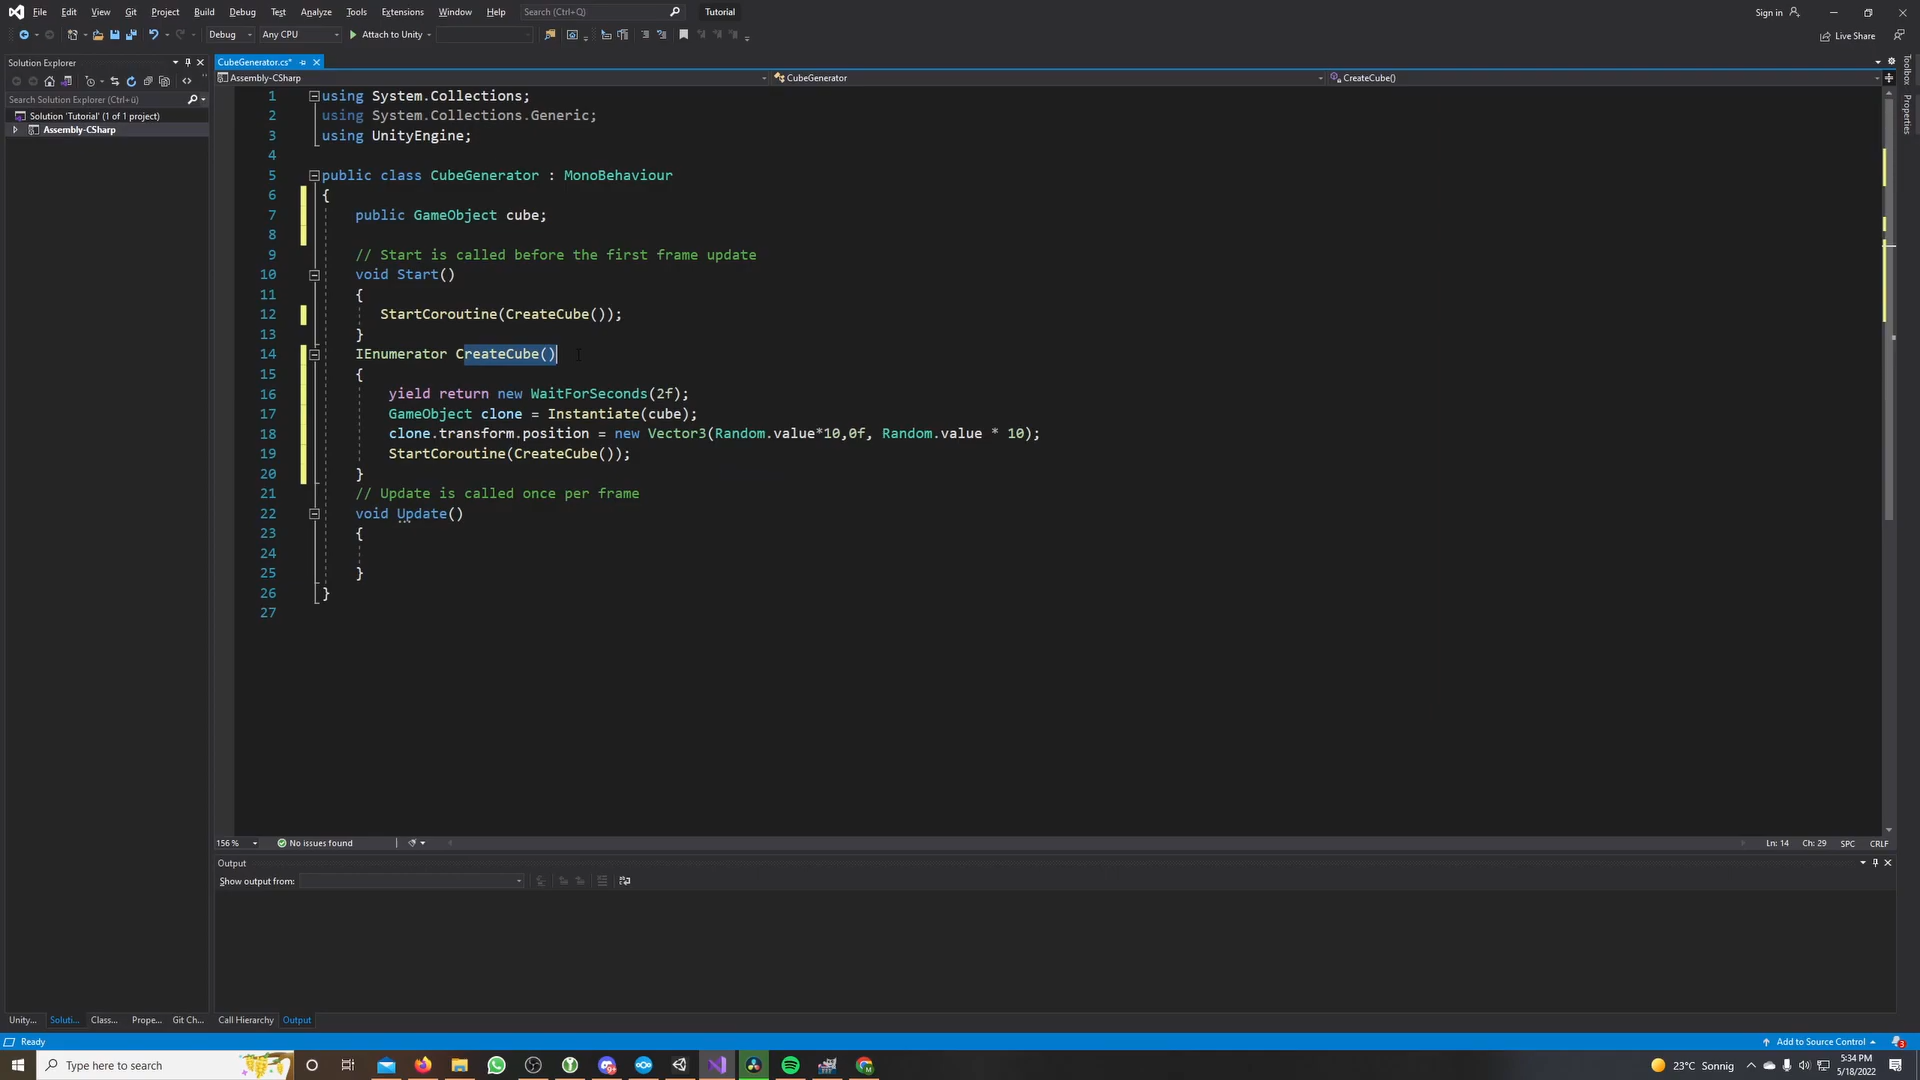 File Edit View Git Project Build Debug Test Analyze Tools Extensions Window Help Search (Ctrl+Q) Tutorial Sign in
Debug Any CPU Attach to Unity Live Share
Solution Explorer
Search Solution Explorer (Ctrl+ü)
Solution 'Tutorial' (1 of 1 project)
Assembly-CSharp
CubeGenerator.cs*
Assembly-CSharp CubeGenerator CreateCube()
Toolbox
Properties
1 using System.Collections;
2 using System.Collections.Generic;
3 using UnityEngine;
4
5 public class CubeGenerator : MonoBehaviour
6 {
7 public GameObject cube;
8
9 // Start is called before the first frame update
10 void Start()
11 {
12 StartCoroutine(CreateCube());
13 }
14 IEnumerator CreateCube()
15 {
16 yield return new WaitForSeconds(2f);
17 GameObject clone = Instantiate(cube);
18 clone.transform.position = new Vector3(Random.value*10,0f, Random.value * 10);
19 StartCoroutine(CreateCube());
20 }
21 // Update is called once per frame
22 void Update()
23 {
24
25 }
26 }
27
156 % No issues found Ln: 14 Ch: 29 SPC CRLF
Output
Show output from:
Unity... Soluti... Class... Prope... Git Ch... Call Hierarchy Output
Ready Add to Source Control
Type here to search 23°C Sonnig 5:34 PM
5/18/2022